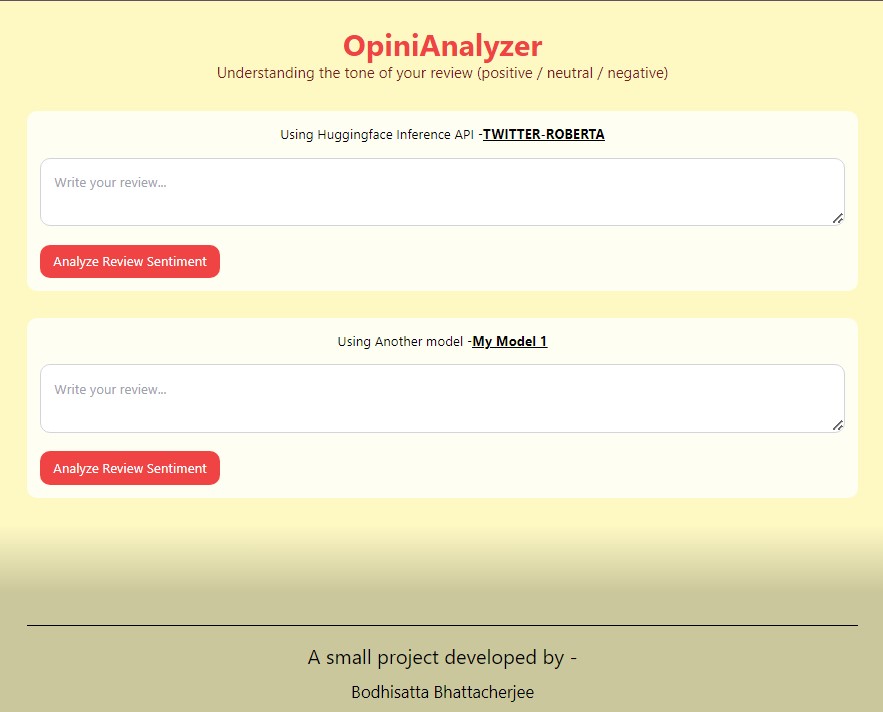 OpiniAnalyzer
Understanding the tone of your review (positive / neutral / negative)
Using Huggingface Inference API -TWITTER-ROBERTA
Write your review...
Analyze Review Sentiment
Using Another model -My Model 1
Write your review...
Analyze Review Sentiment
A small project developed by -
Bodhisatta Bhattacherjee